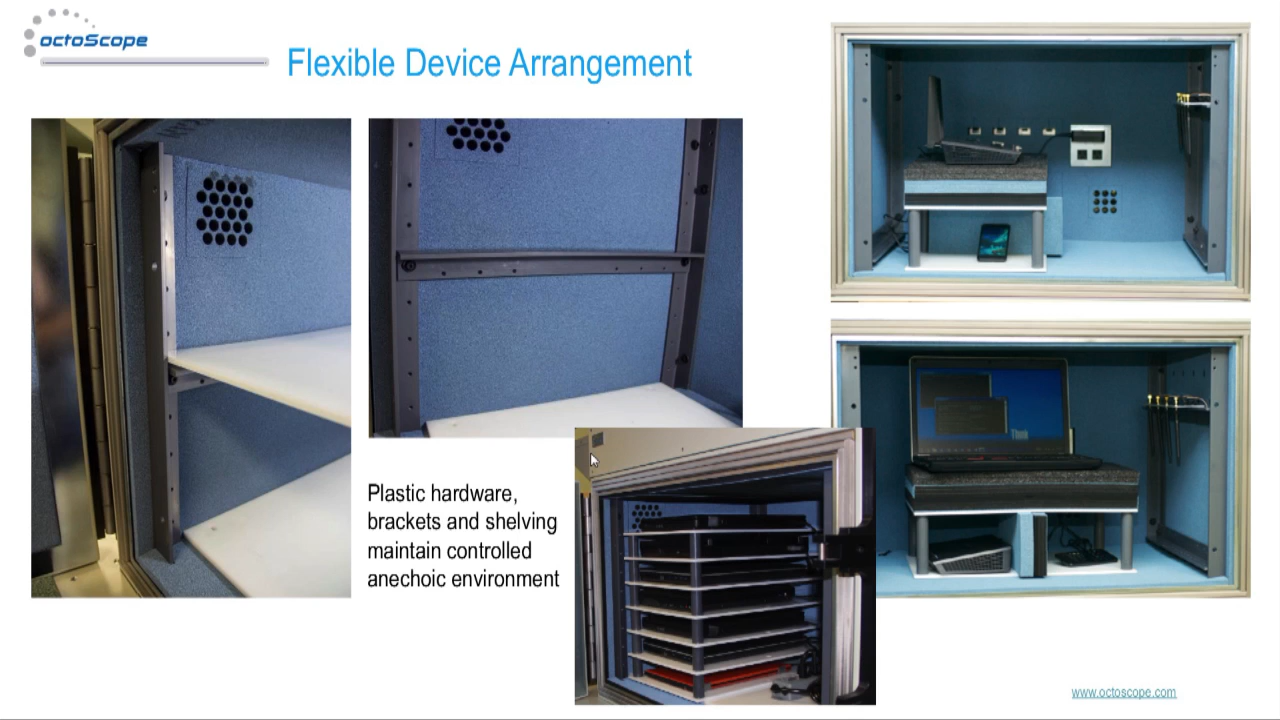 octoScope
Flexible Device Arrangement
Plastic hardware,
brackets and shelving
maintain controlled
anechoic environment
www.octoscope.com